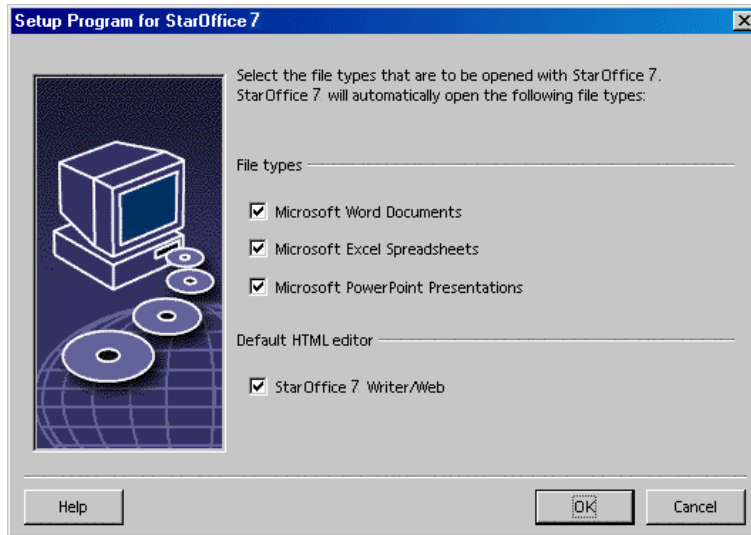 Setup Program for StarOffice 7
Select the file types that are to be opened with StarOffice 7.
StarOffice 7 will automatically open the following file types:
File types
Microsoft Word Documents
Microsoft Excel Spreadsheets
Microsoft PowerPoint Presentations
Default HTML editor
StarOffice 7 Writer/Web
Help
OK
Cancel